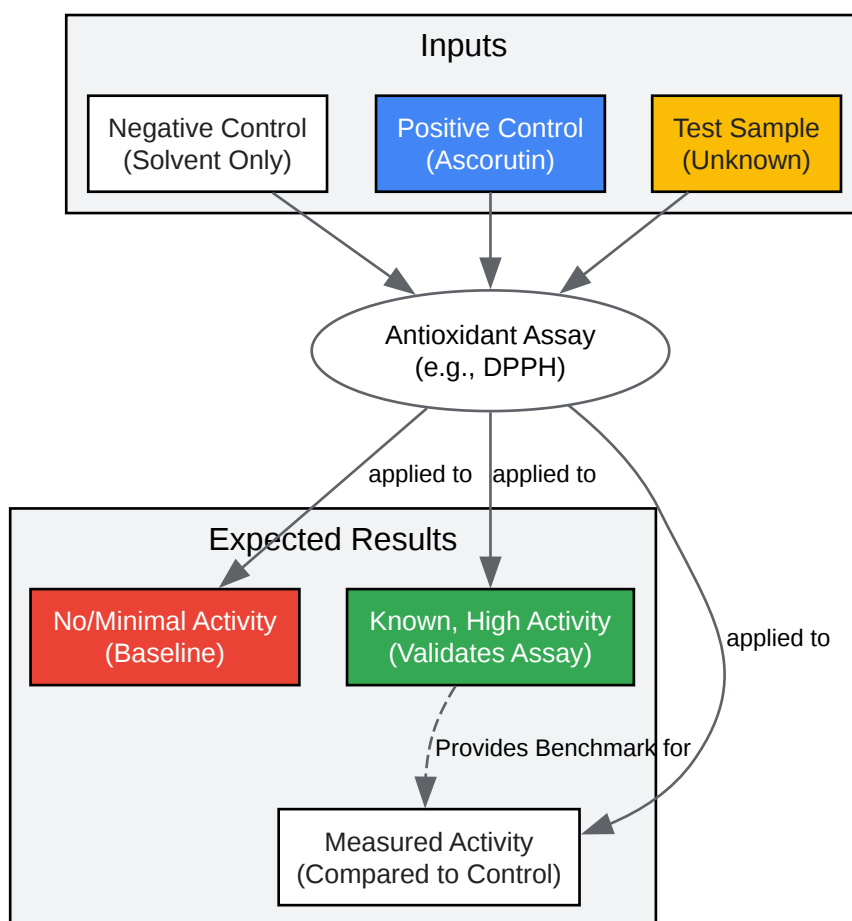 Inputs
Negative Control
(Solvent Only)
Positive Control
(Ascorutin)
Test Sample
(Unknown)
Antioxidant Assay
(e.g., DPPH)
applied to
applied to
applied to
Expected Results
No/Minimal Activity
(Baseline)
Known, High Activity
(Validates Assay)
Provides Benchmark for
Measured Activity
(Compared to Control)